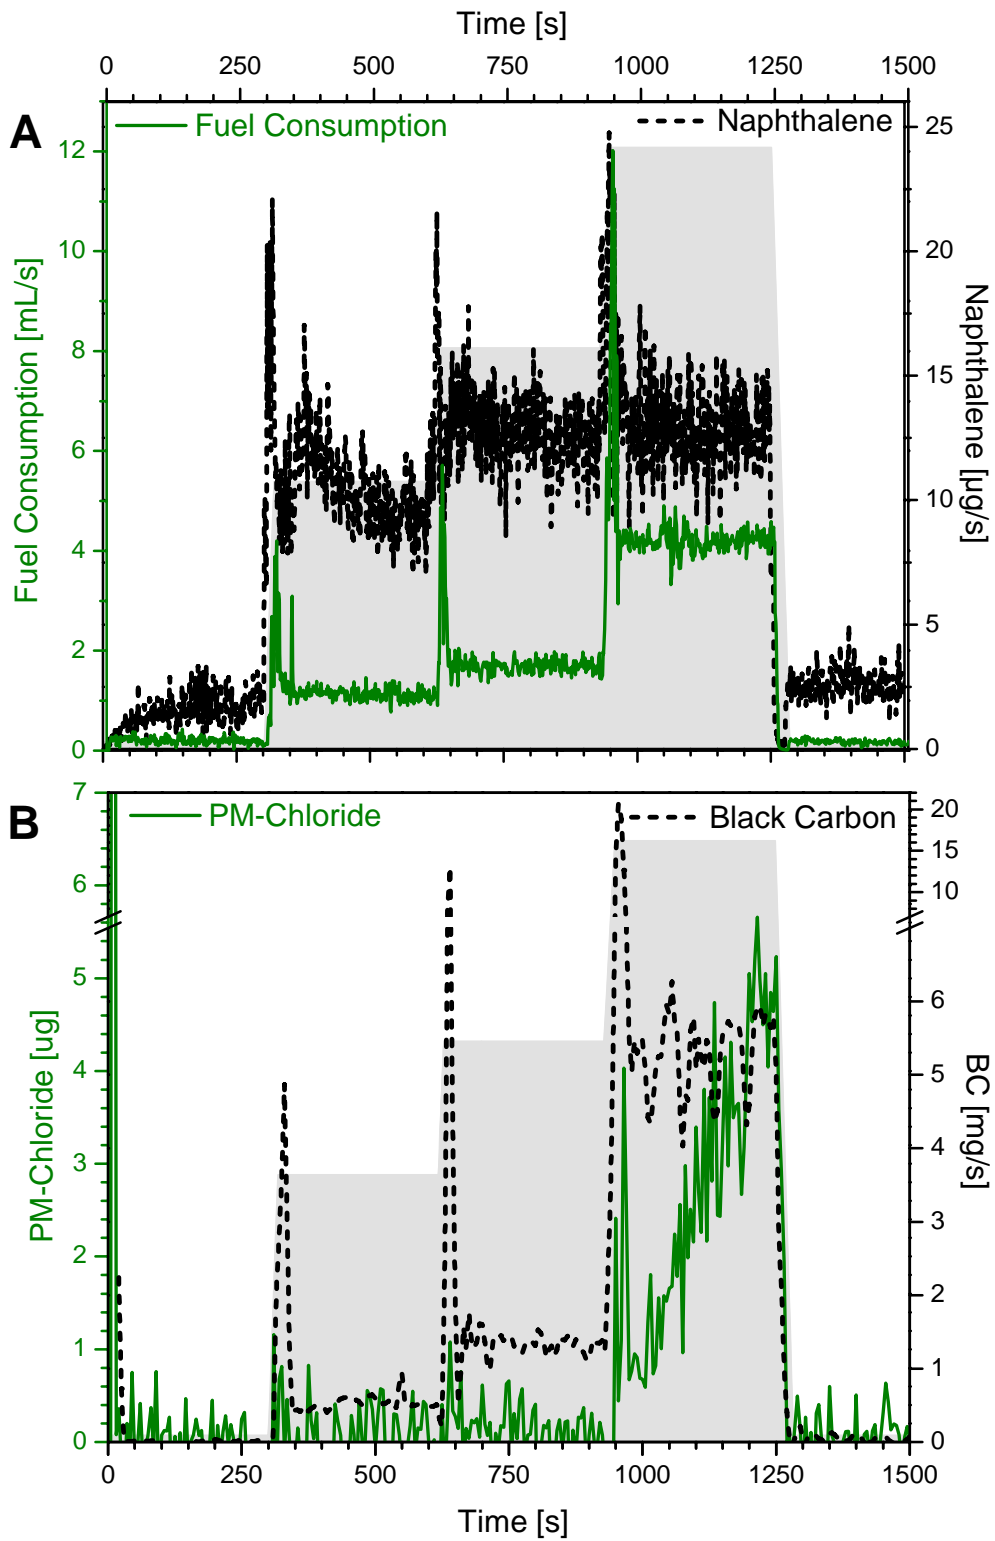 Time [s]
0 250 500 750 1000 1250 1500
A
Fuel Consumption
Naphthalene
12
10
8
6
4
2
0
Fuel Consumption [mL/s]
25
20
15
10
5
0
Naphthalene [µg/s]
B
PM-Chloride
Black Carbon
7
6
5
4
3
2
1
0
PM-Chloride [ug]
20
15
10
6
5
4
3
2
1
0
BC [mg/s]
0 250 500 750 1000 1250 1500
Time [s]